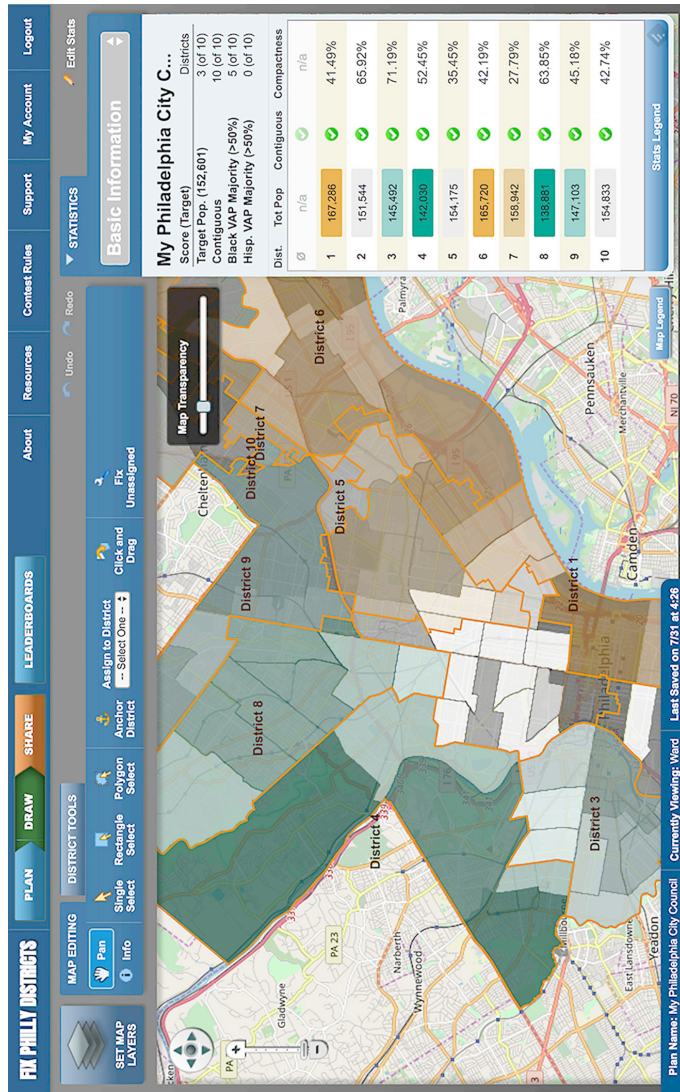 FIX PHILLY DISTRICTS
PLAN
DRAW
SHARE
LEADERBOARDS
About
Resources
Contest Rules
Support
My Account
Logout
SET MAP
LAYERS
MAP EDITING
DISTRICT TOOLS
Undo
Redo
Pan
Info
Single
Select
Rectangle
Select
Polygon
Select
Anchor
District
Assign to District
-- Select One --
Click and
Drag
Fix
Unassigned
STATISTICS
Edit Stats
Basic Information
My Philadelphia City C...
Score (Target) Districts
Target Pop. (152,601) 3 (of 10)
Contiguous 10 (of 10)
Black VAP Majority (>50%) 5 (of 10)
Hisp. VAP Majority (>50%) 0 (of 10)
Dist. Tot Pop Contiguous Compactness
Ø n/a n/a
1 167,286 41.49%
2 151,544 65.92%
3 145,492 71.19%
4 142,030 52.45%
5 154,175 35.45%
6 165,720 42.19%
7 158,942 27.79%
8 138,881 63.85%
9 147,103 45.18%
10 154,833 42.74%
Stats Legend
Map Transparency
Map Legend
District 6
District 7
District 10
District 5
District 9
District 8
District 4
District 1
District 3
Philadelphia
Camden
Pennsauken
Merchantville
Palmyra
NJ 70
Gladwyne
PA 23
Narberth
Wynnewood
East Lansdowne
Yeadon
3
PA
Plan Name: My Philadelphia City Council
Currently Viewing: Ward
Last Saved on 7/31 at 4:26